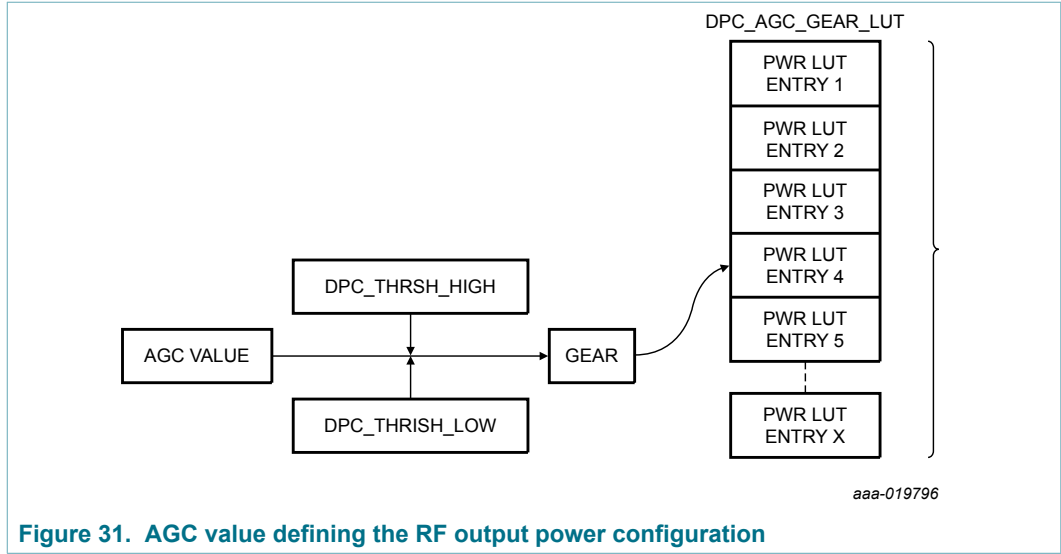 DPC_AGC_GEAR_LUT
PWR LUT
ENTRY 1
PWR LUT
ENTRY 2
PWR LUT
ENTRY 3
PWR LUT
ENTRY 4
PWR LUT
ENTRY 5
PWR LUT
ENTRY X
DPC_THRSH_HIGH
AGC VALUE
GEAR
DPC_THRISH_LOW
aaa-019796
Figure 31. AGC value defining the RF output power configuration